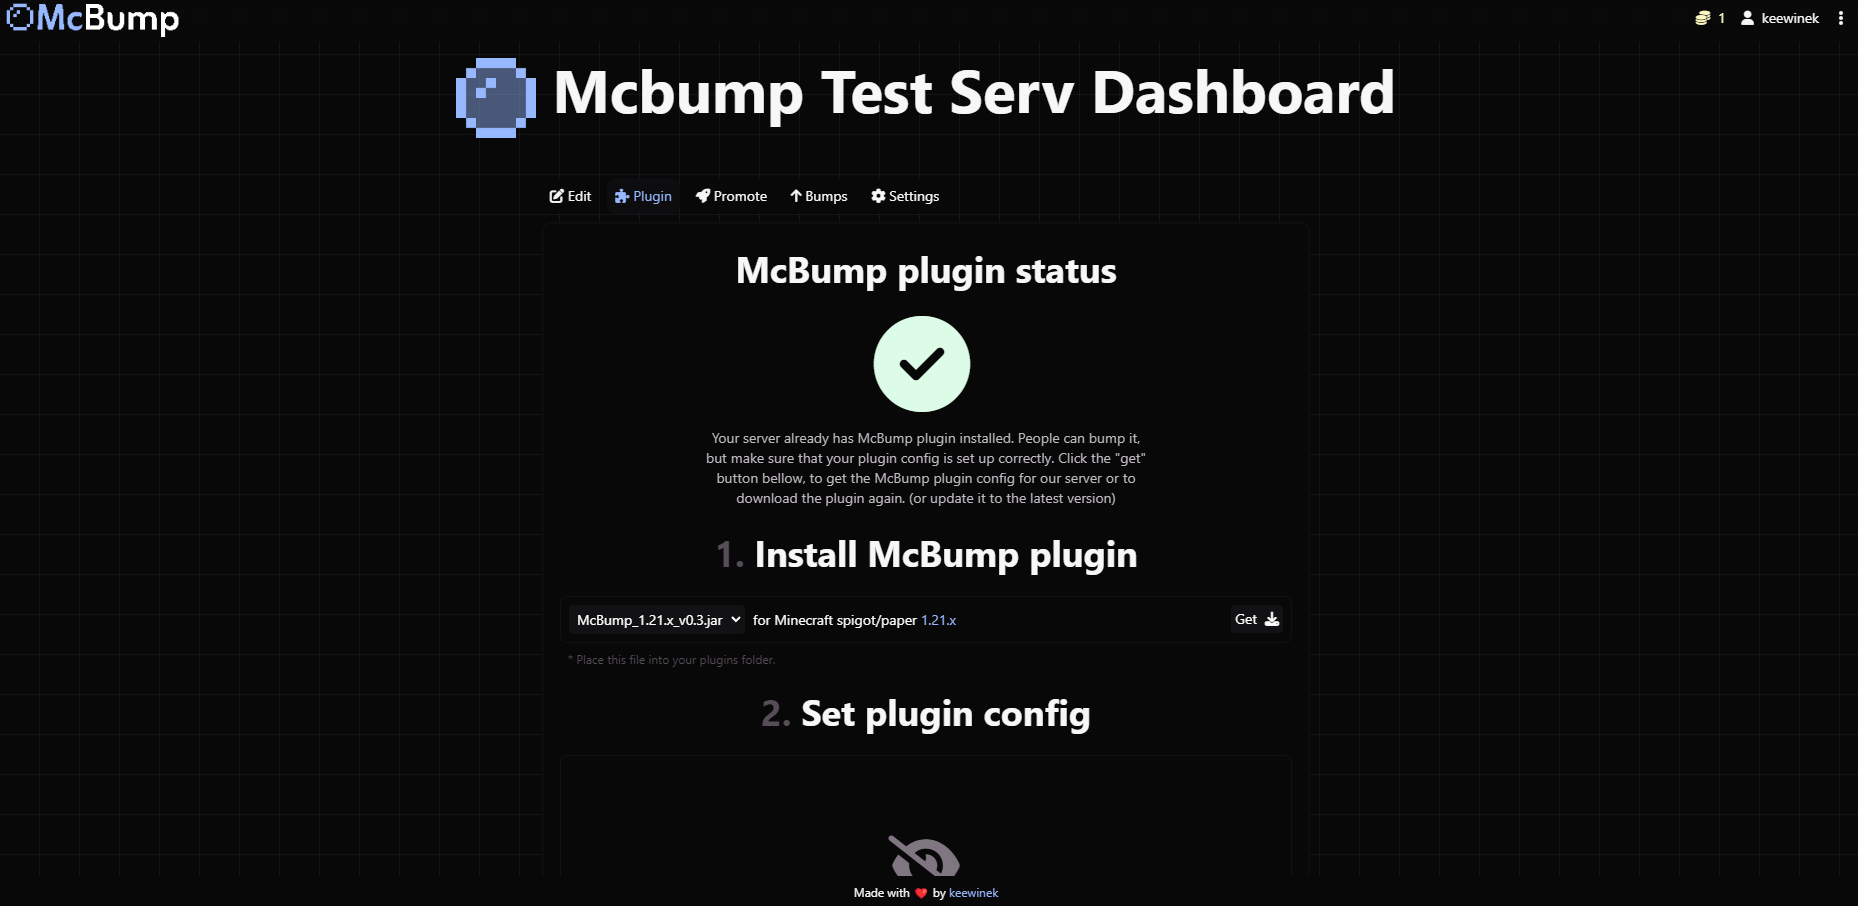 McBump
1
keewinek
Mcbump Test Serv Dashboard
Edit
Plugin
Promote
Bumps
Settings
McBump plugin status
Your server already has McBump plugin installed. People can bump it,
but make sure that your plugin config is set up correctly. Click the "get"
button bellow, to get the McBump plugin config for our server or to
download the plugin again. (or update it to the latest version)
1. Install McBump plugin
McBump_1.21.x_v0.3.jar for Minecraft spigot/paper 1.21.x Get
* Place this file into your plugins folder.
2. Set plugin config
Made with ❤️ by keewinek